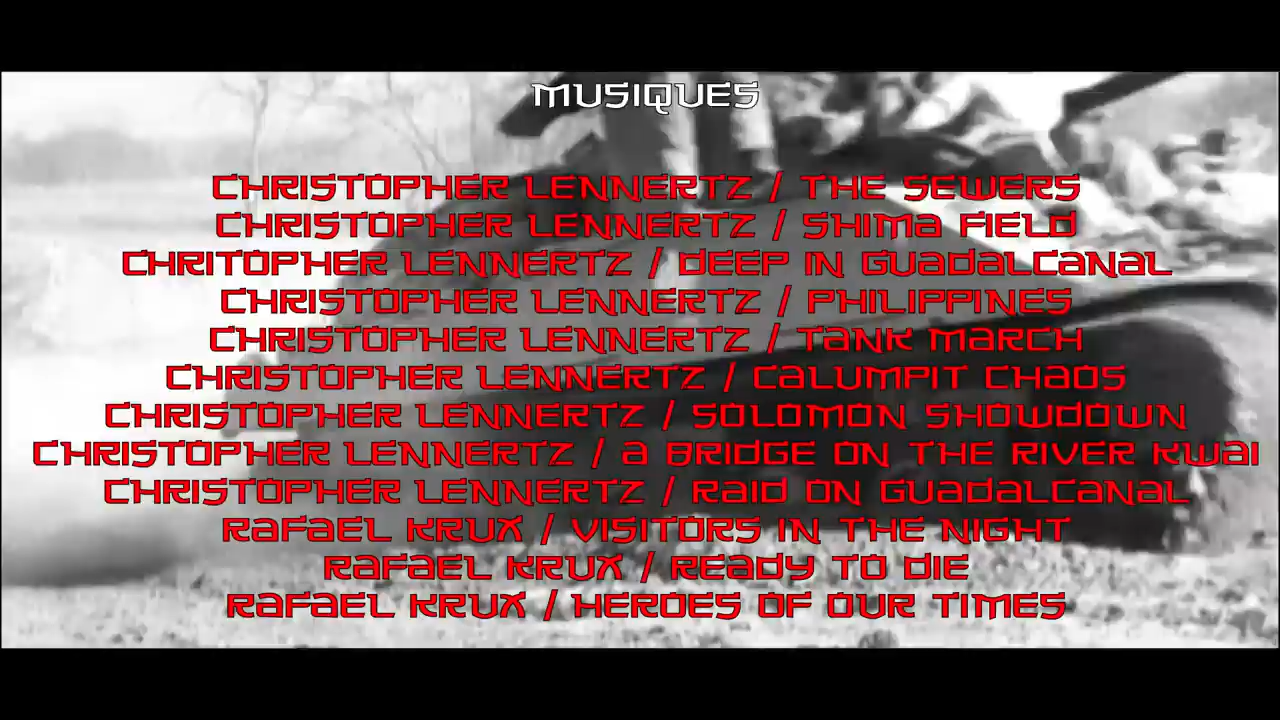 MUSIQUES
CHRISTOPHER LENNERTZ / THE SEWERS
CHRISTOPHER LENNERTZ / SHIMA FIELD
CHRITOPHER LENNERTZ / DEEP IN GUADALCANAL
CHRISTOPHER LENNERTZ / PHILIPPINES
CHRISTOPHER LENNERTZ / TANK MARCH
CHRISTOPHER LENNERTZ / CALUMPIT CHAOS
CHRISTOPHER LENNERTZ / SOLOMON SHOWDOWN
CHRISTOPHER LENNERTZ / A BRIDGE ON THE RIVER KWAI
CHRISTOPHER LENNERTZ / RAID ON GUADALCANAL
RAFAEL KRUX / VISITORS IN THE NIGHT
RAFAEL KRUX / READY TO DIE
RAFAEL KRUX / HEROES OF OUR TIMES